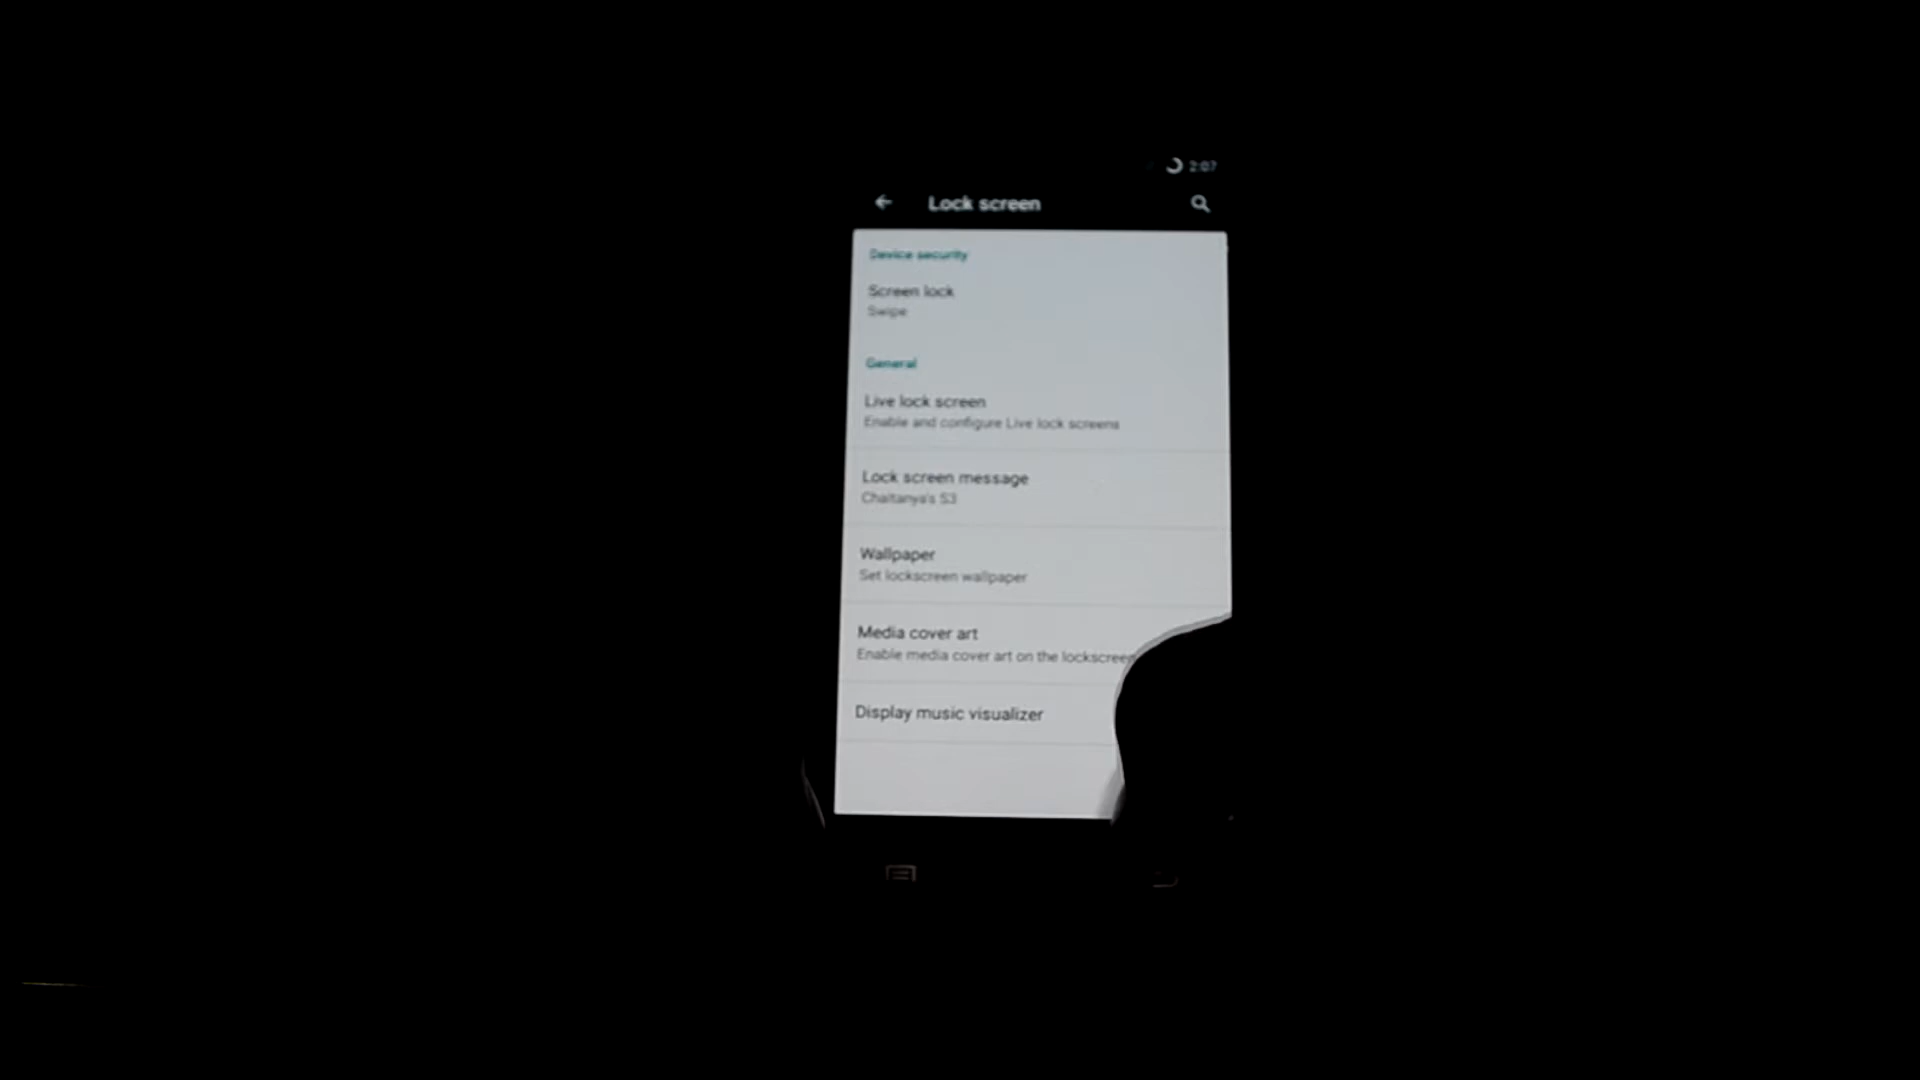 2:07
Lock screen
Device security
Screen lock
Swipe
General
Live lock screen
Enable and configure Live lock screens
Lock screen message
Chaitanya's S3
Wallpaper
Set lockscreen wallpaper
Media cover art
Enable media cover art on the lockscreen
Display music visualizer